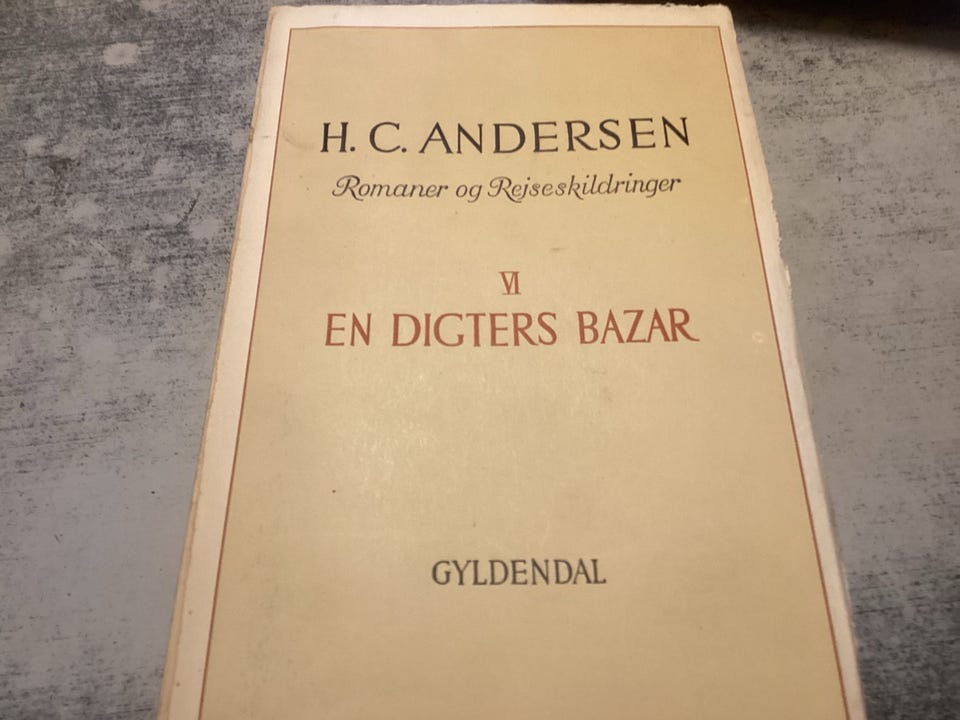 H. C. ANDERSEN
Romaner og Rejseskildringer
VI
EN DIGTERS BAZAR
GYLDENDAL